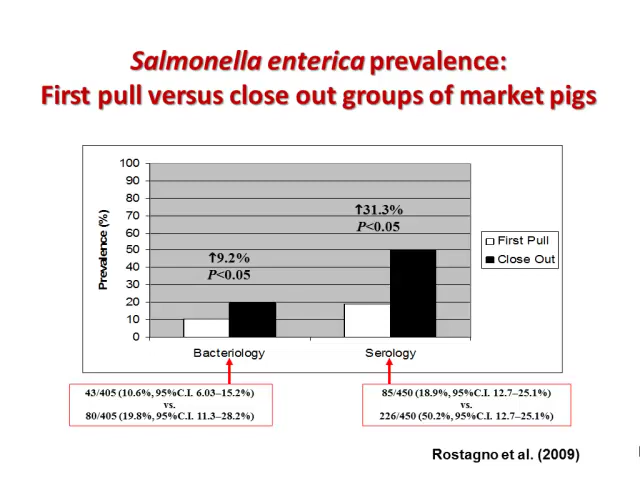 Salmonella enterica prevalence:
First pull versus close out groups of market pigs
100
90
80
70
60
50
40
30
20
10
0
Prevalence (%)
↑9.2%
P<0.05
↑31.3%
P<0.05
First Pull
Close Out
Bacteriology
Serology
43/405 (10.6%, 95%C.I. 6.03–15.2%)
vs.
80/405 (19.8%, 95%C.I. 11.3–28.2%)
85/450 (18.9%, 95%C.I. 12.7–25.1%)
vs.
226/450 (50.2%, 95%C.I. 12.7–25.1%)
Rostagno et al. (2009)